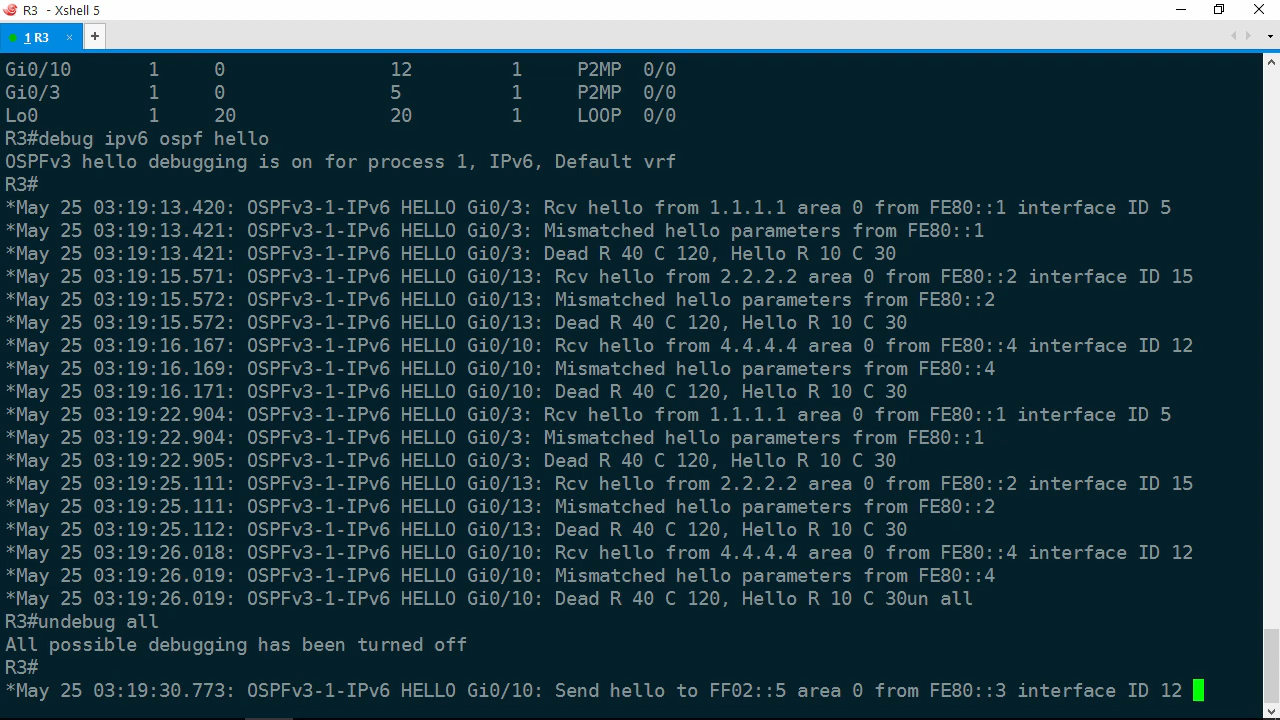 R3 - Xshell 5
1 R3 × +
Gi0/10 1 0 12 1 P2MP 0/0
Gi0/3 1 0 5 1 P2MP 0/0
Lo0 1 20 20 1 LOOP 0/0
R3#debug ipv6 ospf hello
OSPFv3 hello debugging is on for process 1, IPv6, Default vrf
R3#
*May 25 03:19:13.420: OSPFv3-1-IPv6 HELLO Gi0/3: Rcv hello from 1.1.1.1 area 0 from FE80::1 interface ID 5
*May 25 03:19:13.421: OSPFv3-1-IPv6 HELLO Gi0/3: Mismatched hello parameters from FE80::1
*May 25 03:19:13.421: OSPFv3-1-IPv6 HELLO Gi0/3: Dead R 40 C 120, Hello R 10 C 30
*May 25 03:19:15.571: OSPFv3-1-IPv6 HELLO Gi0/13: Rcv hello from 2.2.2.2 area 0 from FE80::2 interface ID 15
*May 25 03:19:15.572: OSPFv3-1-IPv6 HELLO Gi0/13: Mismatched hello parameters from FE80::2
*May 25 03:19:15.572: OSPFv3-1-IPv6 HELLO Gi0/13: Dead R 40 C 120, Hello R 10 C 30
*May 25 03:19:16.167: OSPFv3-1-IPv6 HELLO Gi0/10: Rcv hello from 4.4.4.4 area 0 from FE80::4 interface ID 12
*May 25 03:19:16.169: OSPFv3-1-IPv6 HELLO Gi0/10: Mismatched hello parameters from FE80::4
*May 25 03:19:16.171: OSPFv3-1-IPv6 HELLO Gi0/10: Dead R 40 C 120, Hello R 10 C 30
*May 25 03:19:22.904: OSPFv3-1-IPv6 HELLO Gi0/3: Rcv hello from 1.1.1.1 area 0 from FE80::1 interface ID 5
*May 25 03:19:22.904: OSPFv3-1-IPv6 HELLO Gi0/3: Mismatched hello parameters from FE80::1
*May 25 03:19:22.905: OSPFv3-1-IPv6 HELLO Gi0/3: Dead R 40 C 120, Hello R 10 C 30
*May 25 03:19:25.111: OSPFv3-1-IPv6 HELLO Gi0/13: Rcv hello from 2.2.2.2 area 0 from FE80::2 interface ID 15
*May 25 03:19:25.111: OSPFv3-1-IPv6 HELLO Gi0/13: Mismatched hello parameters from FE80::2
*May 25 03:19:25.112: OSPFv3-1-IPv6 HELLO Gi0/13: Dead R 40 C 120, Hello R 10 C 30
*May 25 03:19:26.018: OSPFv3-1-IPv6 HELLO Gi0/10: Rcv hello from 4.4.4.4 area 0 from FE80::4 interface ID 12
*May 25 03:19:26.019: OSPFv3-1-IPv6 HELLO Gi0/10: Mismatched hello parameters from FE80::4
*May 25 03:19:26.019: OSPFv3-1-IPv6 HELLO Gi0/10: Dead R 40 C 120, Hello R 10 C 30un all
R3#undebug all
All possible debugging has been turned off
R3#
*May 25 03:19:30.773: OSPFv3-1-IPv6 HELLO Gi0/10: Send hello to FF02::5 area 0 from FE80::3 interface ID 12